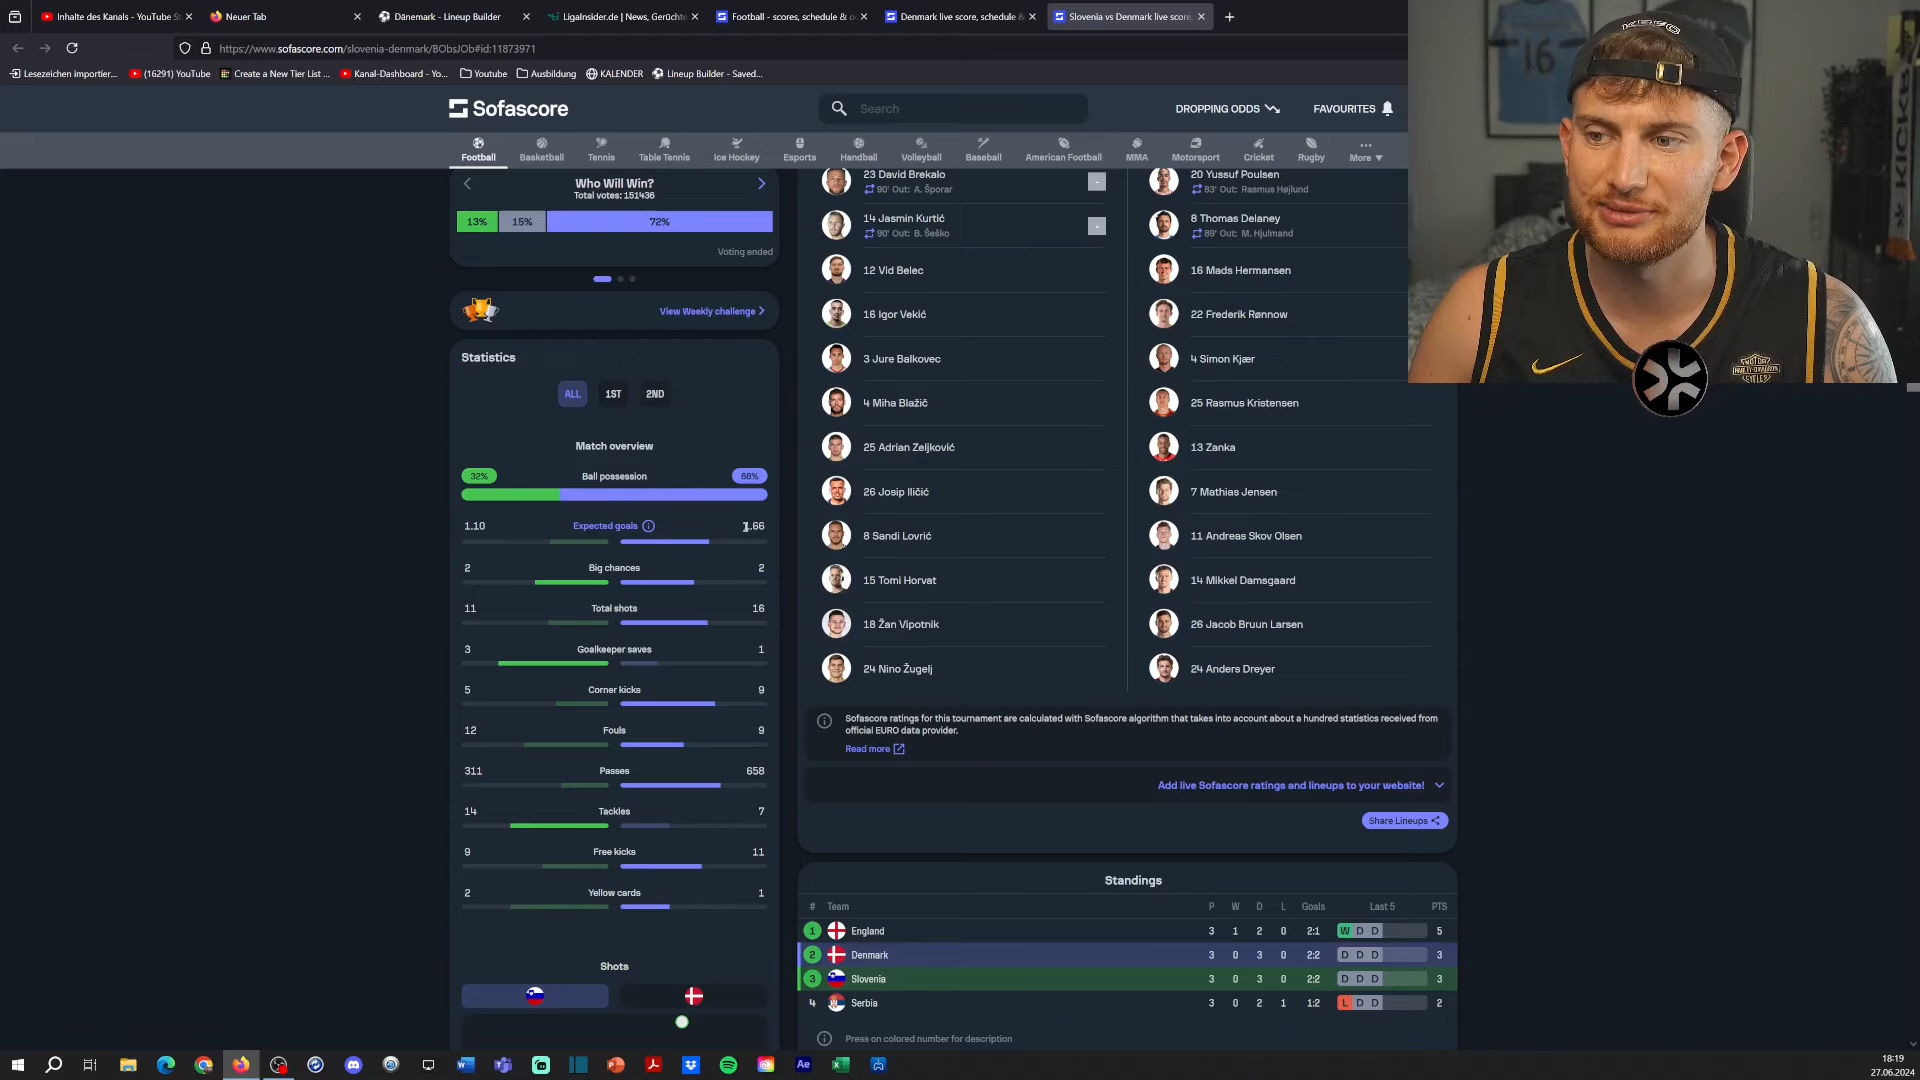 Inhalte des Kanals - YouTube St
Neuer Tab
Dänemark - Lineup Builder
LigaInsider.de | News, Gerüchte
Football - scores, schedule & o
Denmark live score, schedule &
Slovenia vs Denmark live score,
https://www.sofascore.com/slovenia-denmark/BObsJOb#id:11873971
Lesezeichen importier...
(16291) YouTube
Create a New Tier List ...
Kanal-Dashboard - Yo...
Youtube
Ausbildung
KALENDER
Lineup Builder - Saved...
Sofascore
Search
DROPPING ODDS
FAVOURITES
Football
Basketball
Tennis
Table Tennis
Ice Hockey
Esports
Handball
Volleyball
Baseball
American Football
MMA
Motorsport
Cricket
Rugby
More
Who Will Win?
Total votes: 151436
13% 15% 72%
Voting ended
View Weekly challenge
Statistics
ALL 1ST 2ND
Match overview
32% Ball possession 68%
1.10 Expected goals 1.66
2 Big chances 2
11 Total shots 16
3 Goalkeeper saves 1
5 Corner kicks 9
12 Fouls 9
311 Passes 658
14 Tackles 7
9 Free kicks 11
2 Yellow cards 1
Shots
23 David Brekalo
90' Out: A. Šporar
-
14 Jasmin Kurtić
90' Out: B. Šeško
-
12 Vid Belec
16 Igor Vekić
3 Jure Balkovec
4 Miha Blažič
25 Adrian Zeljković
26 Josip Iličić
8 Sandi Lovrić
15 Tomi Horvat
18 Žan Vipotnik
24 Nino Žugelj
20 Yussuf Poulsen
83' Out: Rasmus Højlund
8 Thomas Delaney
89' Out: M. Hjulmand
16 Mads Hermansen
22 Frederik Rønnow
4 Simon Kjær
25 Rasmus Kristensen
13 Zanka
7 Mathias Jensen
11 Andreas Skov Olsen
14 Mikkel Damsgaard
26 Jacob Bruun Larsen
24 Anders Dreyer
Sofascore ratings for this tournament are calculated with Sofascore algorithm that takes into account about a hundred statistics received from
official EURO data provider.
Read more
Add live Sofascore ratings and lineups to your website!
Share Lineups
Standings
# Team P W D L Goals Last 5 PTS
1 England 3 1 2 0 2:1 W D D 5
2 Denmark 3 0 3 0 2:2 D D D 3
3 Slovenia 3 0 3 0 2:2 D D D 3
4 Serbia 3 0 2 1 1:2 L D D 2
Press on colored number for description
16
MOTOR
HARLEY-DAVIDSON
CYCLES
Ae
18:19
27.06.2024